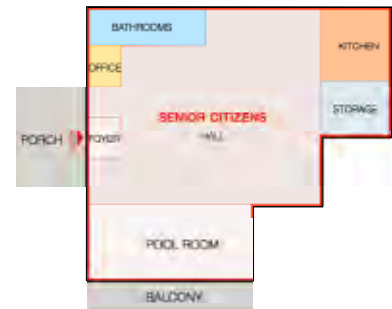 BATHROOMS
KITCHEN
OFFICE
STORAGE
SENIOR CITIZENS
HALL
PORCH
FOYER
POOL ROOM
BALCONY